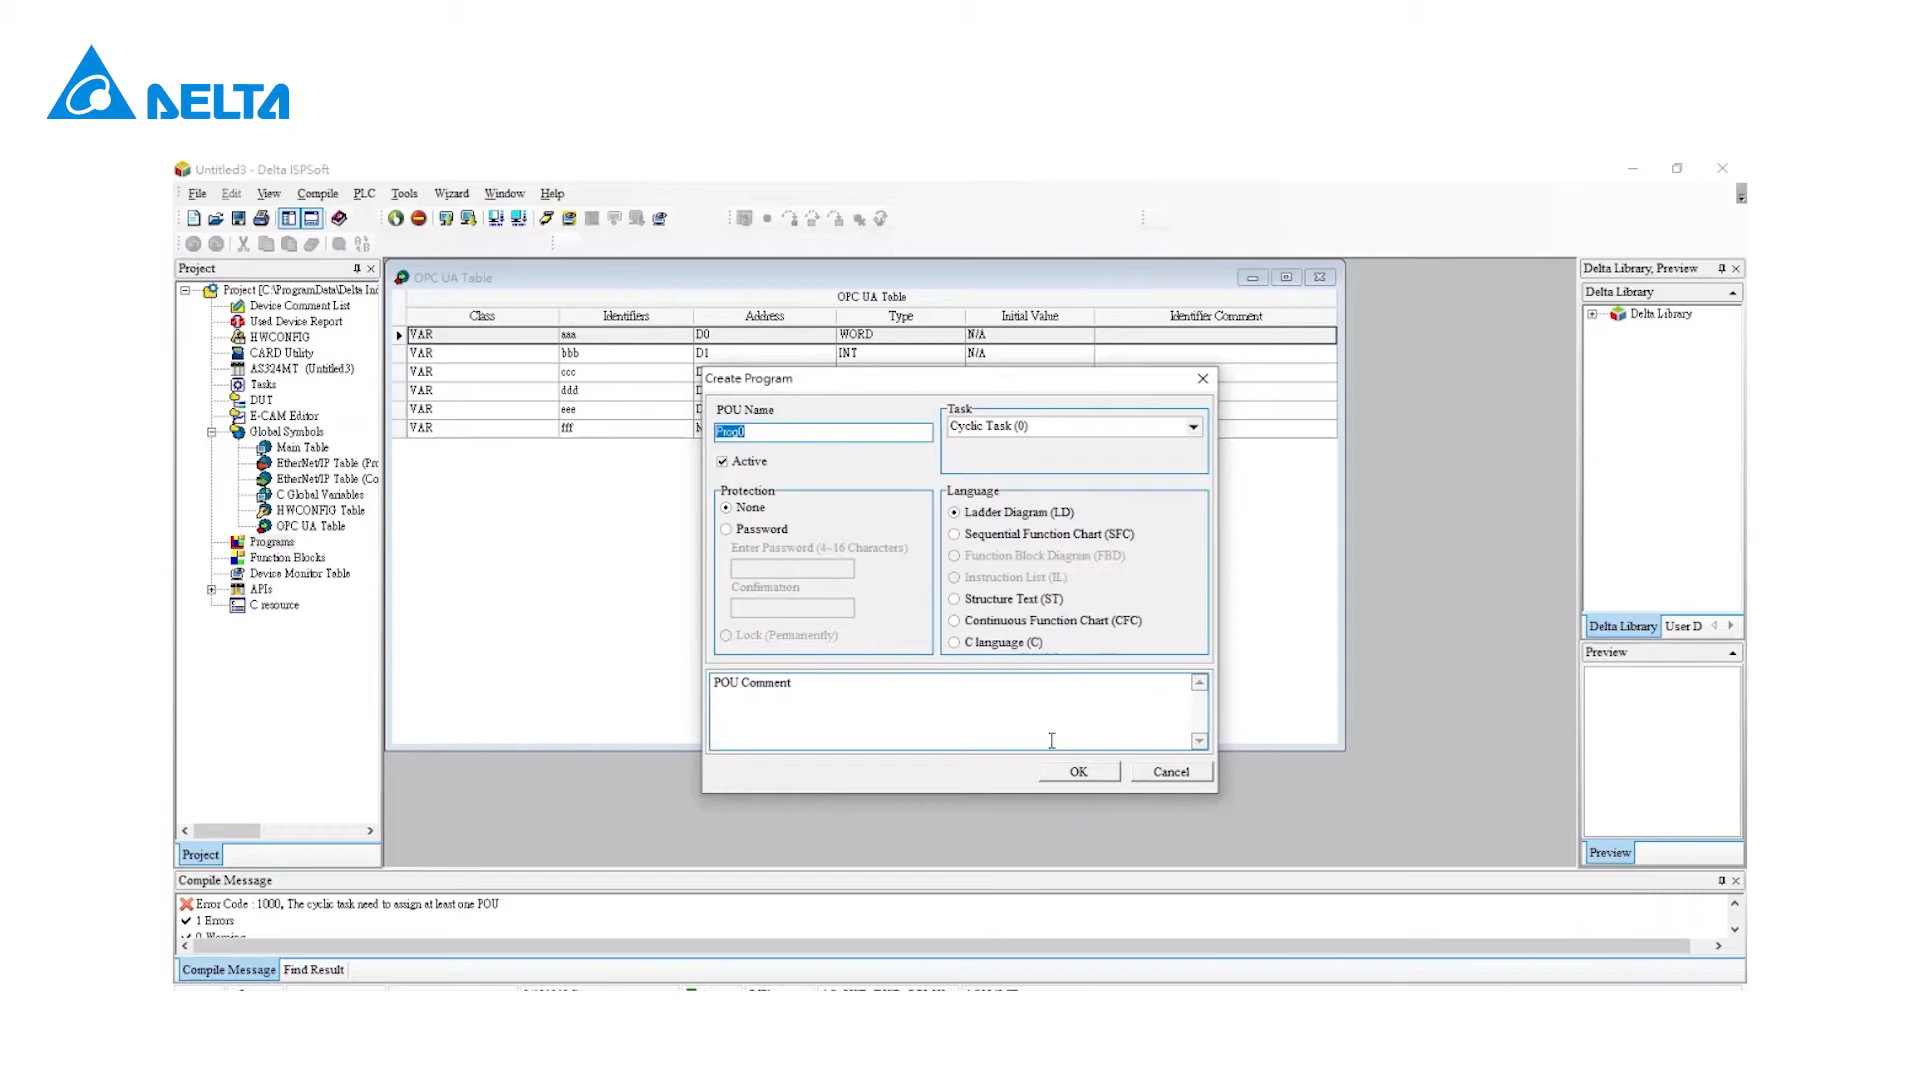 DELTA
Untitled3 - Delta ISPSoft
File Edit View Compile PLC Tools Wizard Window Help
Project
Project [C:\ProgramData\Delta Ind
Device Comment List
Used Device Report
HWCONFIG
CARD Utility
AS324MT (Untitled3)
Tasks
DUT
E-CAM Editor
Global Symbols
Main Table
EtherNet/IP Table (Pr
EtherNet/IP Table (Co
C Global Variables
HWCONFIG Table
OPC UA Table
Programs
Function Blocks
Device Monitor Table
APIs
C resource
Project
OPC UA Table
OPC UA Table
Class Identifiers Address Type Initial Value Identifier Comment
VAR aaa D0 WORD N/A
VAR bbb D1 INT N/A
VAR ccc
VAR ddd
VAR eee
VAR fff
Create Program
POU Name
Prog0
Active
Task
Cyclic Task (0)
Protection
None
Password
Enter Password (4~16 Characters)
Confirmation
Lock (Permanently)
Language
Ladder Diagram (LD)
Sequential Function Chart (SFC)
Function Block Diagram (FBD)
Instruction List (IL)
Structure Text (ST)
Continuous Function Chart (CFC)
C language (C)
POU Comment
OK Cancel
Delta Library, Preview
Delta Library
Delta Library
Delta Library User D
Preview
Preview
Compile Message
Error Code : 1000, The cyclic task need to assign at least one POU
1 Errors
0 Warning
Compile Message Find Result